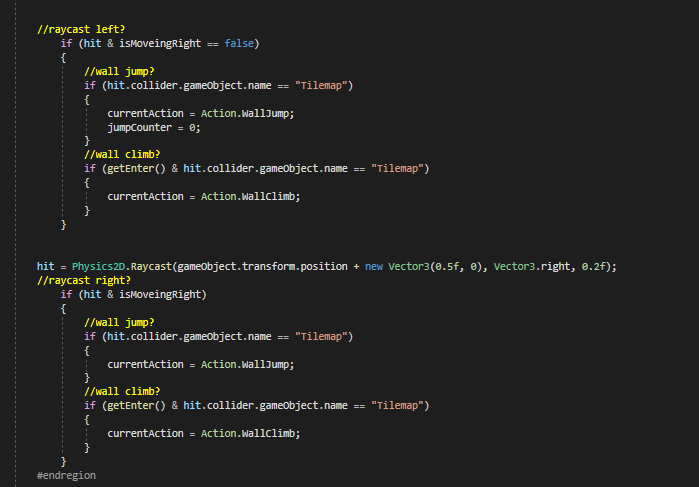 //raycast left?
if (hit & isMoveingRight == false)
{
//wall jump?
if (hit.collider.gameObject.name == "Tilemap")
{
currentAction = Action.WallJump;
jumpCounter = 0;
}
//wall climb?
if (getEnter() & hit.collider.gameObject.name == "Tilemap")
{
currentAction = Action.WallClimb;
}
}
hit = Physics2D.Raycast(gameObject.transform.position + new Vector3(0.5f, 0), Vector3.right, 0.2f);
//raycast right?
if (hit & isMoveingRight)
{
//wall jump?
if (hit.collider.gameObject.name == "Tilemap")
{
currentAction = Action.WallJump;
}
//wall climb?
if (getEnter() & hit.collider.gameObject.name == "Tilemap")
{
currentAction = Action.WallClimb;
}
}
#endregion